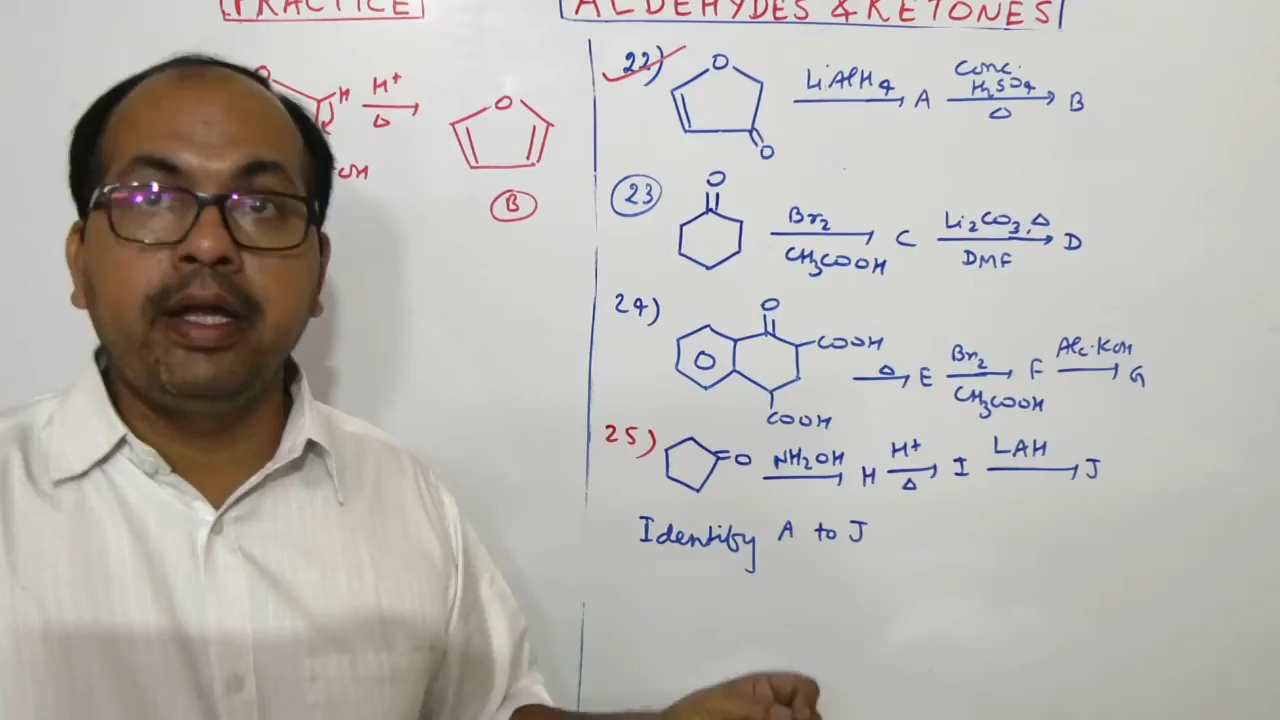 PRACTICE
ALDEHYDES & KETONES
O
H
H+
Δ
OH
O
B
22)
O
O
LiAlH4
A
Conc.
H2SO4
Δ
B
23
O
Br2
CH3COOH
C
Li2CO3, Δ
DMF
D
24)
O
COOH
COOH
Δ
E
Br2
CH3COOH
F
Alc. KOH
G
25)
O
NH2OH
H
H+
Δ
I
LAH
J
Identify A to J